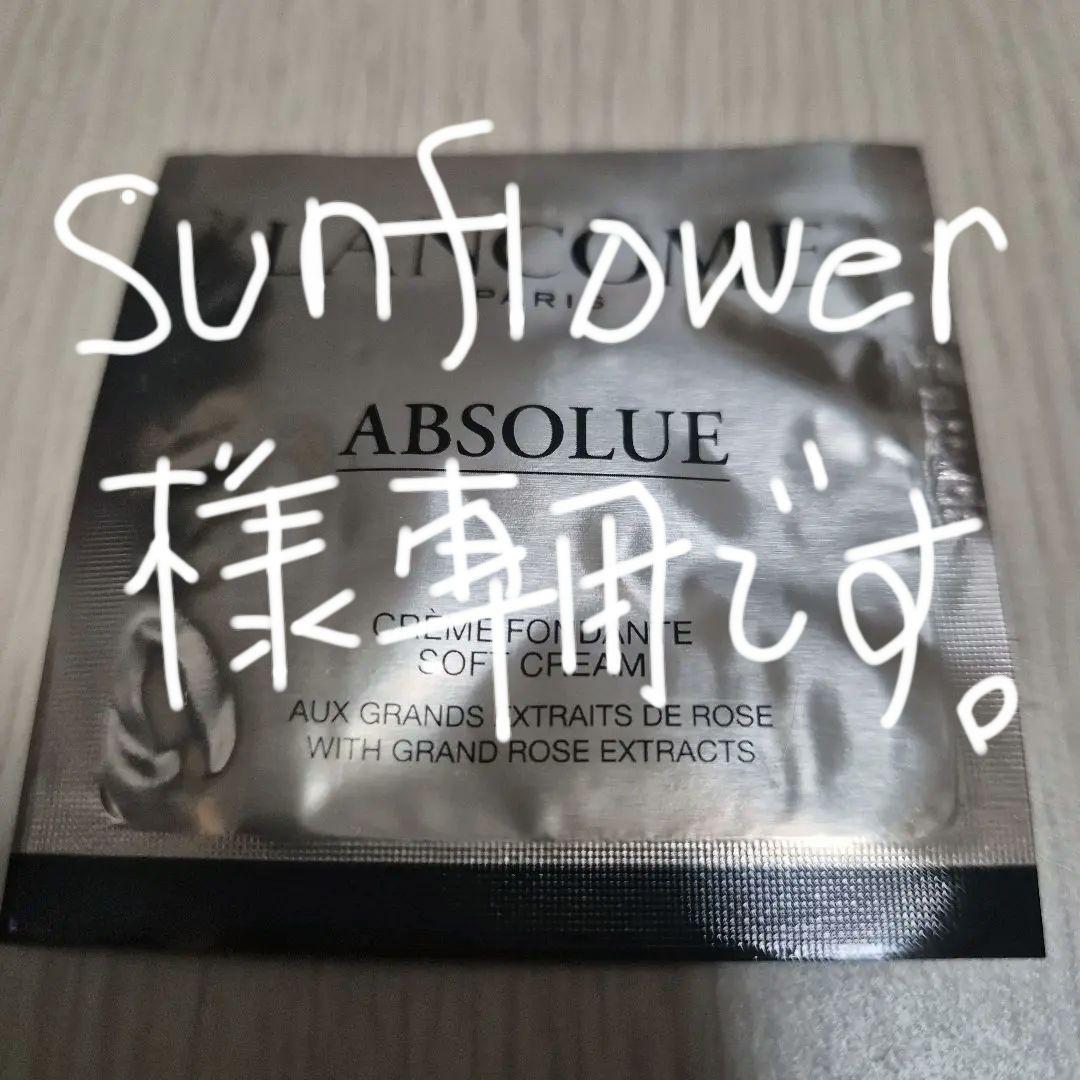 sunflower
LANCOME
PARIS
ABSOLUE
様専用です。
CRÈME FONDANTE
SOFT CREAM
AUX GRANDS EXTRAITS DE ROSE
WITH GRAND ROSE EXTRACTS